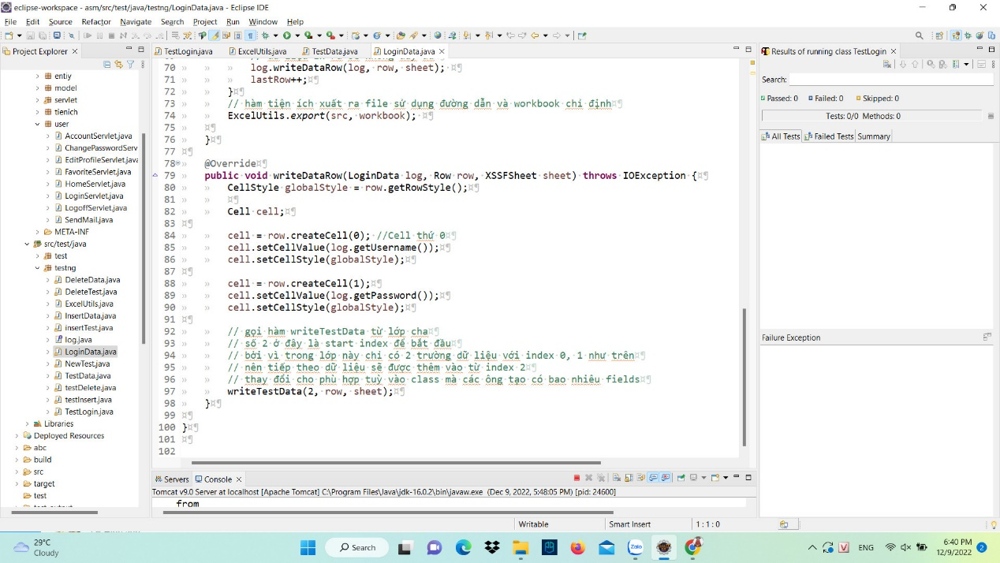 eclipse-workspace - asm/src/test/java/testng/LoginData.java - Eclipse IDE
File Edit Source Refactor Navigate Search Project Run Window Help
Project Explorer
entiy
model
servlet
tienich
user
AccountServlet.java
ChangePasswordServ
EditProfileServlet.java
FavoriteServlet.java
HomeServlet.java
LoginServlet.java
LogoffServlet.java
SendMail.java
META-INF
src/test/java
test
testng
DeleteData.java
DeleteTest.java
ExcelUtils.java
InsertData.java
insertTest.java
log.java
LoginData.java
NewTest.java
TestData.java
testDelete.java
testInsert.java
TestLogin.java
Libraries
Deployed Resources
abc
build
src
target
test
TestLogin.java ExcelUtils.java TestData.java LoginData.java
70 log.writeDataRow(log, row, sheet);
71 lastRow++;
72 }
73 // hàm tiện ích xuất ra file sử dụng đường dẫn và workbook chỉ định
74 ExcelUtils.export(src, workbook);
75
76 }
77
78 @Override
79 public void writeDataRow(LoginData log, Row row, XSSFSheet sheet) throws IOException {
80 CellStyle globalStyle = row.getRowStyle();
81
82 Cell cell;
83
84 cell = row.createCell(0); //Cell thứ 0
85 cell.setCellValue(log.getUsername());
86 cell.setCellStyle(globalStyle);
87
88 cell = row.createCell(1);
89 cell.setCellValue(log.getPassword());
90 cell.setCellStyle(globalStyle);
91
92 // gọi hàm writeTestData từ lớp cha
93 // số 2 ở đây là start index để bắt đầu
94 // bởi vì trong lớp này chỉ có 2 trường dữ liệu với index 0, 1 như trên
95 // nên tiếp theo dữ liệu sẽ được thêm vào từ index 2
96 // thay đổi cho phù hợp tuỳ vào class mà các ông tạo có bao nhiêu fields
97 writeTestData(2, row, sheet);
98 }
99
100 }
101
102
Servers Console
Tomcat v9.0 Server at localhost [Apache Tomcat] C:\Program Files\Java\jdk-16.0.2\bin\javaw.exe (Dec 9, 2022, 5:48:05 PM) [pid: 24600]
from
Results of running class TestLogin
Search:
Passed: 0 Failed: 0 Skipped: 0
Tests: 0/0 Methods: 0
All Tests Failed Tests Summary
Failure Exception
Writable Smart Insert 1 : 1 : 0
29°C
Cloudy
Search
Zalo
V
ENG
6:40 PM
12/9/2022
2